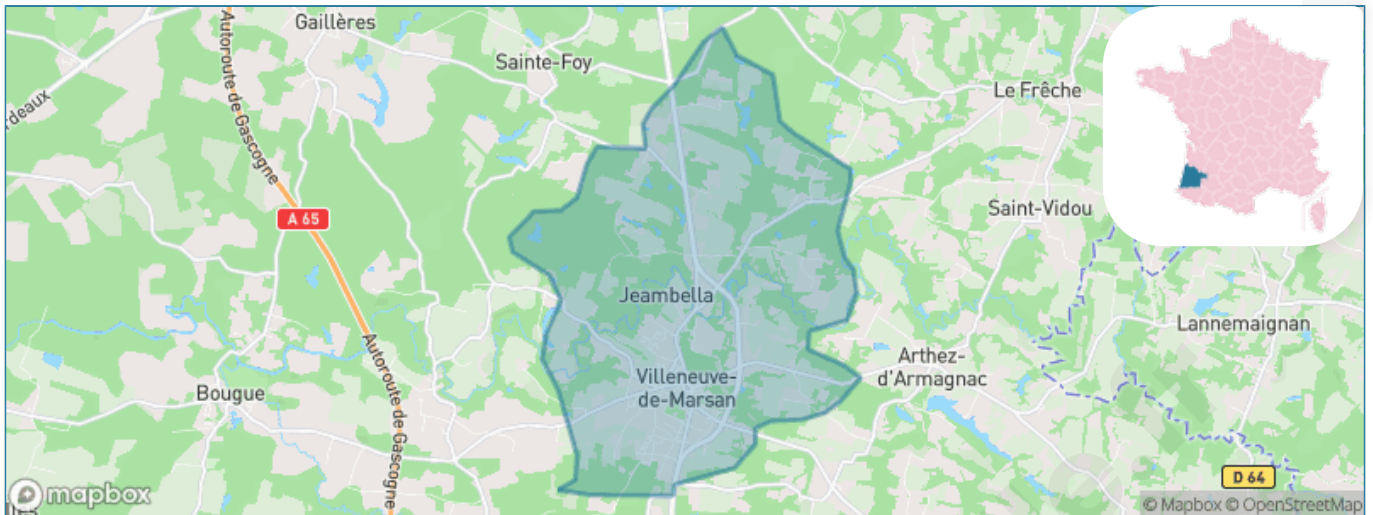 Gaillères
Autoroute de Gascogne
Sainte-Foy
Le Frêche
rdeaux
A 65
Saint-Vidou
Jeambella
Lannemaignan
Autoroute de Gascogne
Arthez-
d'Armagnac
Villeneuve-
de-Marsan
Bougue
D 64
mapbox
© Mapbox © OpenStreetMap